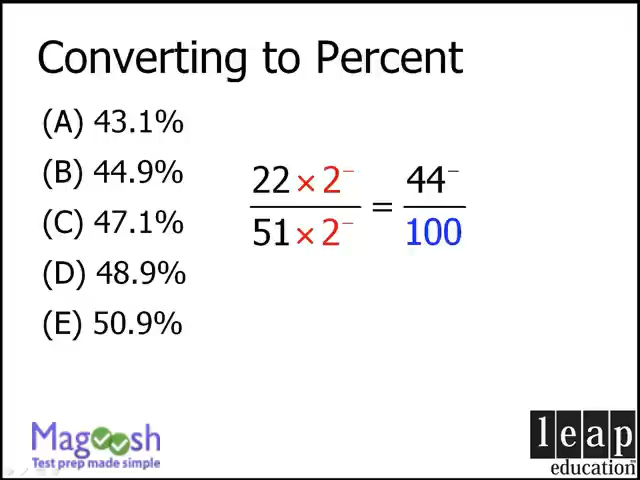 Converting to Percent
(A) 43.1%
(B) 44.9%
(C) 47.1%
(D) 48.9%
(E) 50.9%
22 × 2⁻ / 51 × 2⁻ = 44⁻ / 100
Magoosh
Test prep made simple
leap
education™